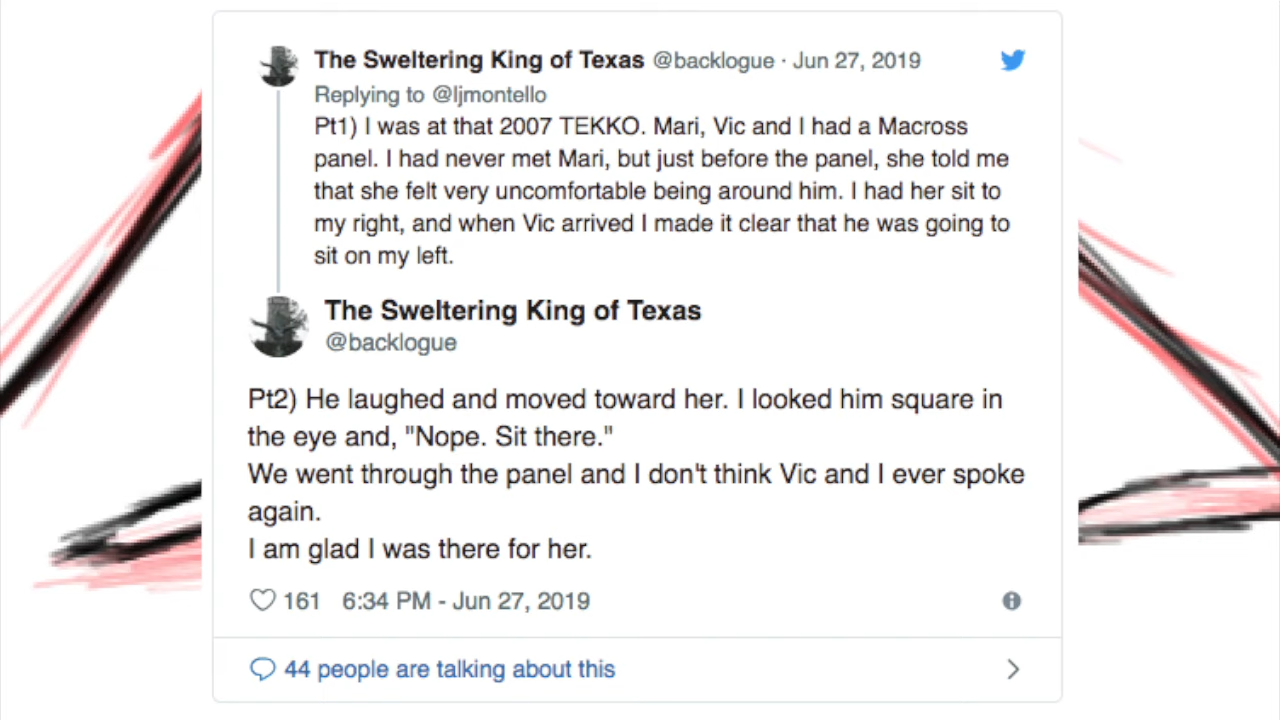 The Sweltering King of Texas @backlogue · Jun 27, 2019
Replying to @ljmontello
Pt1) I was at that 2007 TEKKO. Mari, Vic and I had a Macross
panel. I had never met Mari, but just before the panel, she told me
that she felt very uncomfortable being around him. I had her sit to
my right, and when Vic arrived I made it clear that he was going to
sit on my left.
The Sweltering King of Texas
@backlogue
Pt2) He laughed and moved toward her. I looked him square in
the eye and, "Nope. Sit there."
We went through the panel and I don't think Vic and I ever spoke
again.
I am glad I was there for her.
161 6:34 PM - Jun 27, 2019
44 people are talking about this